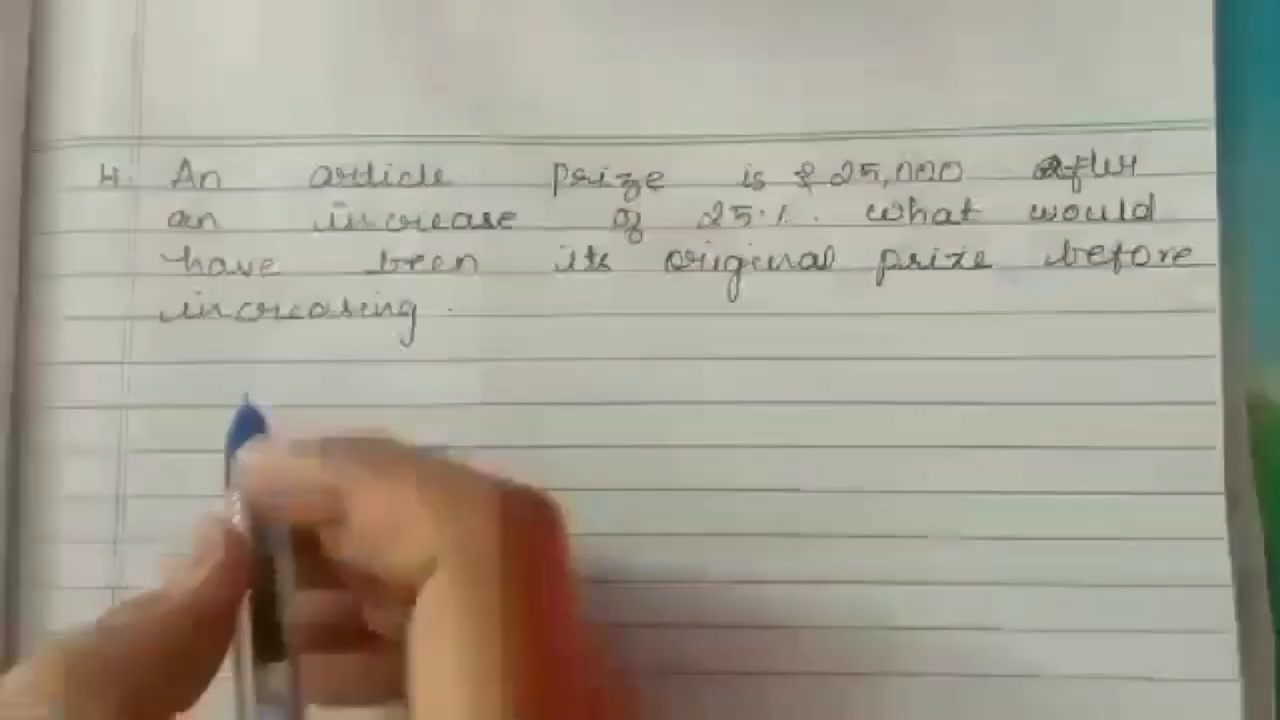 4. An article prize is ₹ 25,000 after
an increase of 25%. what would
have been its original prize before
increasing.